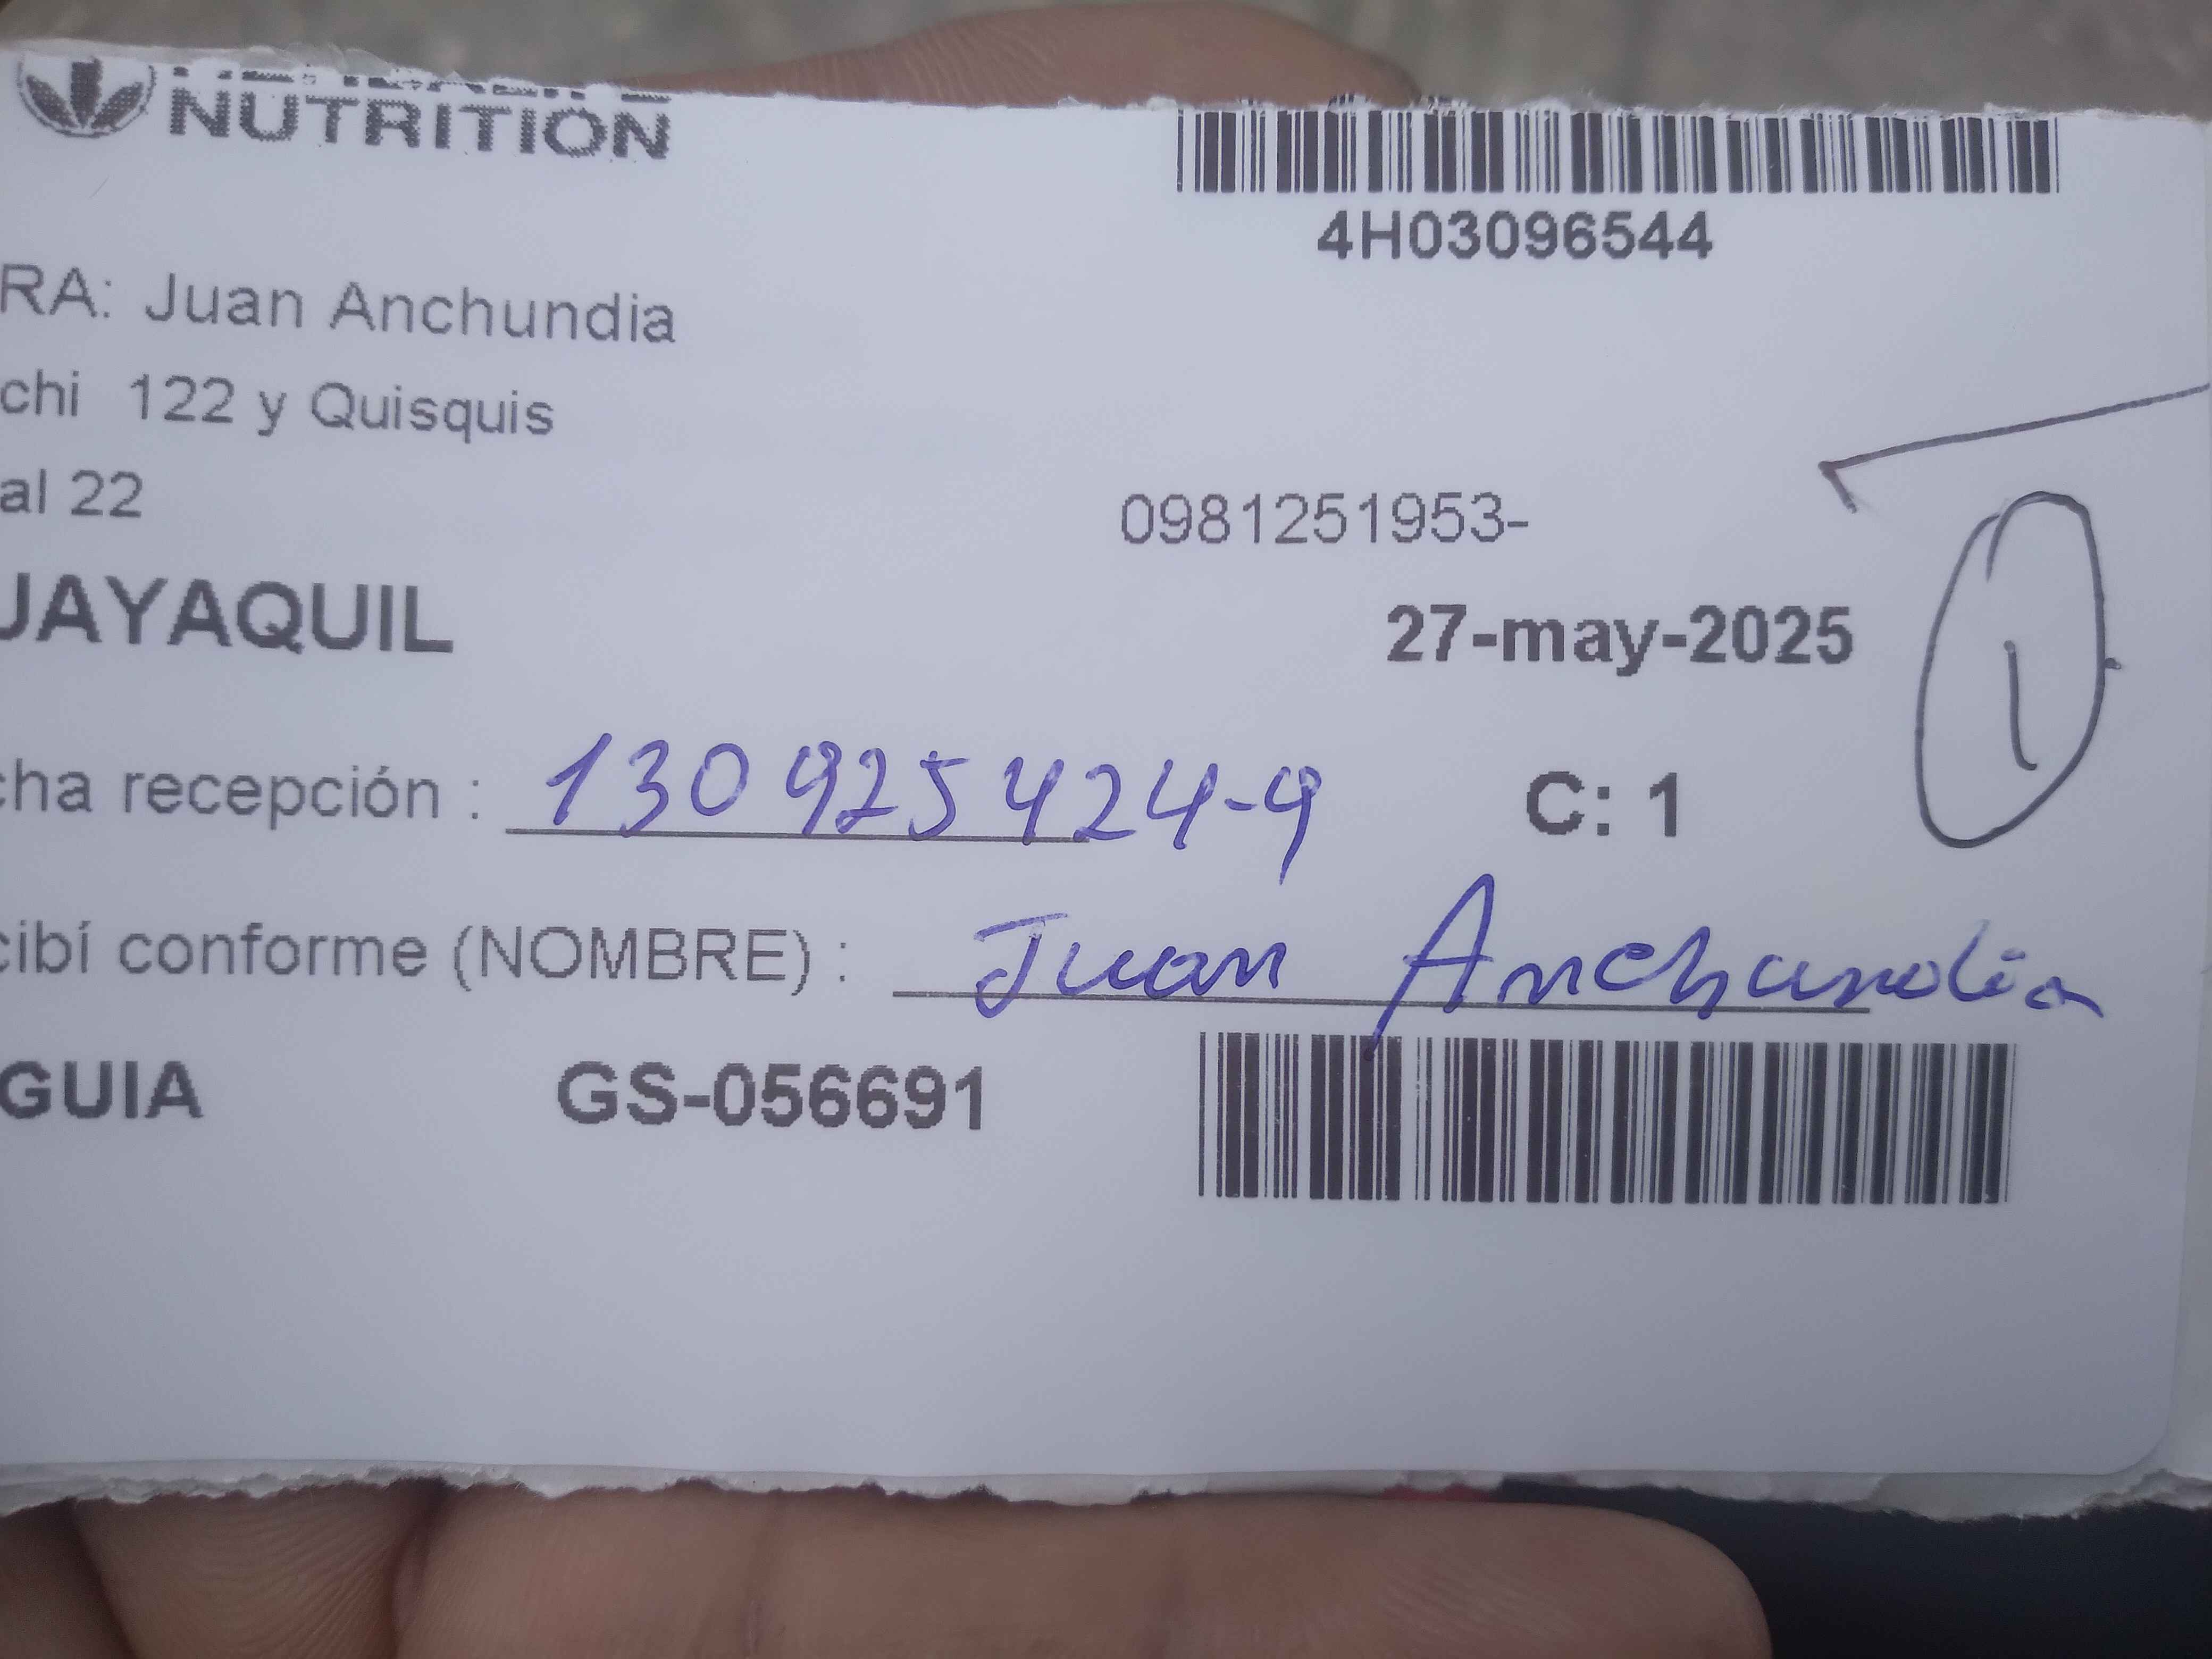 NUTRITION
4H03096544
RA: Juan Anchundia
chi 122 y Quisquis
al 22
0981251953-
UAYAQUIL
27-may-2025
1
cha recepción : 130925424-9
C: 1
cibí conforme (NOMBRE) : Juan Anchundia
GUIA GS-056691